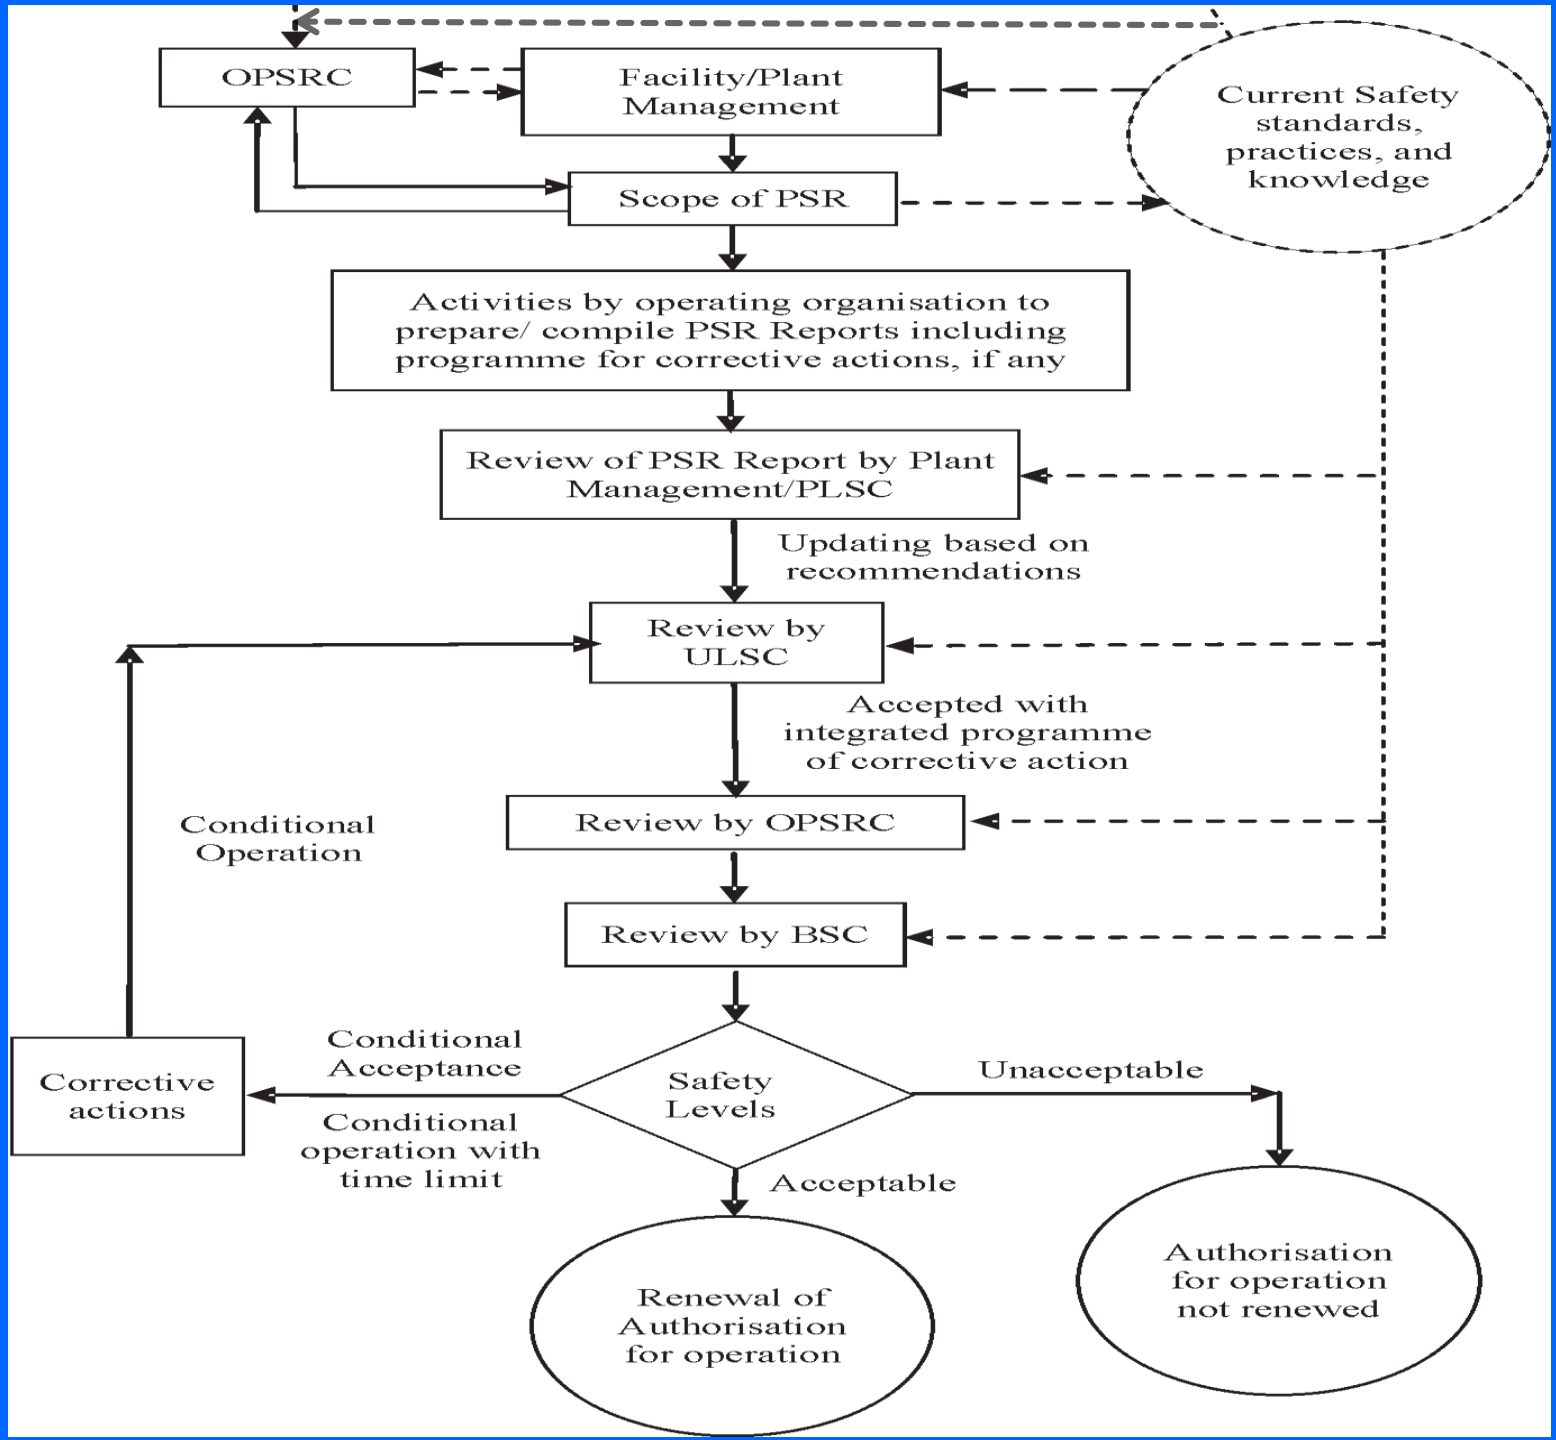 OPSRC
Facility/Plant
Management
Current Safety
standards,
practices, and
knowledge
Scope of PSR
Activities by operating organisation to
prepare/ compile PSR Reports including
programme for corrective actions, if any
Review of PSR Report by Plant
Management/PLSC
Updating based on
recommendations
Review by
ULSC
Accepted with
integrated programme
of corrective action
Conditional
Operation
Review by OPSRC
Review by BSC
Corrective
actions
Conditional
Acceptance
Conditional
operation with
time limit
Safety
Levels
Unacceptable
Acceptable
Renewal of
Authorisation
for operation
Authorisation
for operation
not renewed